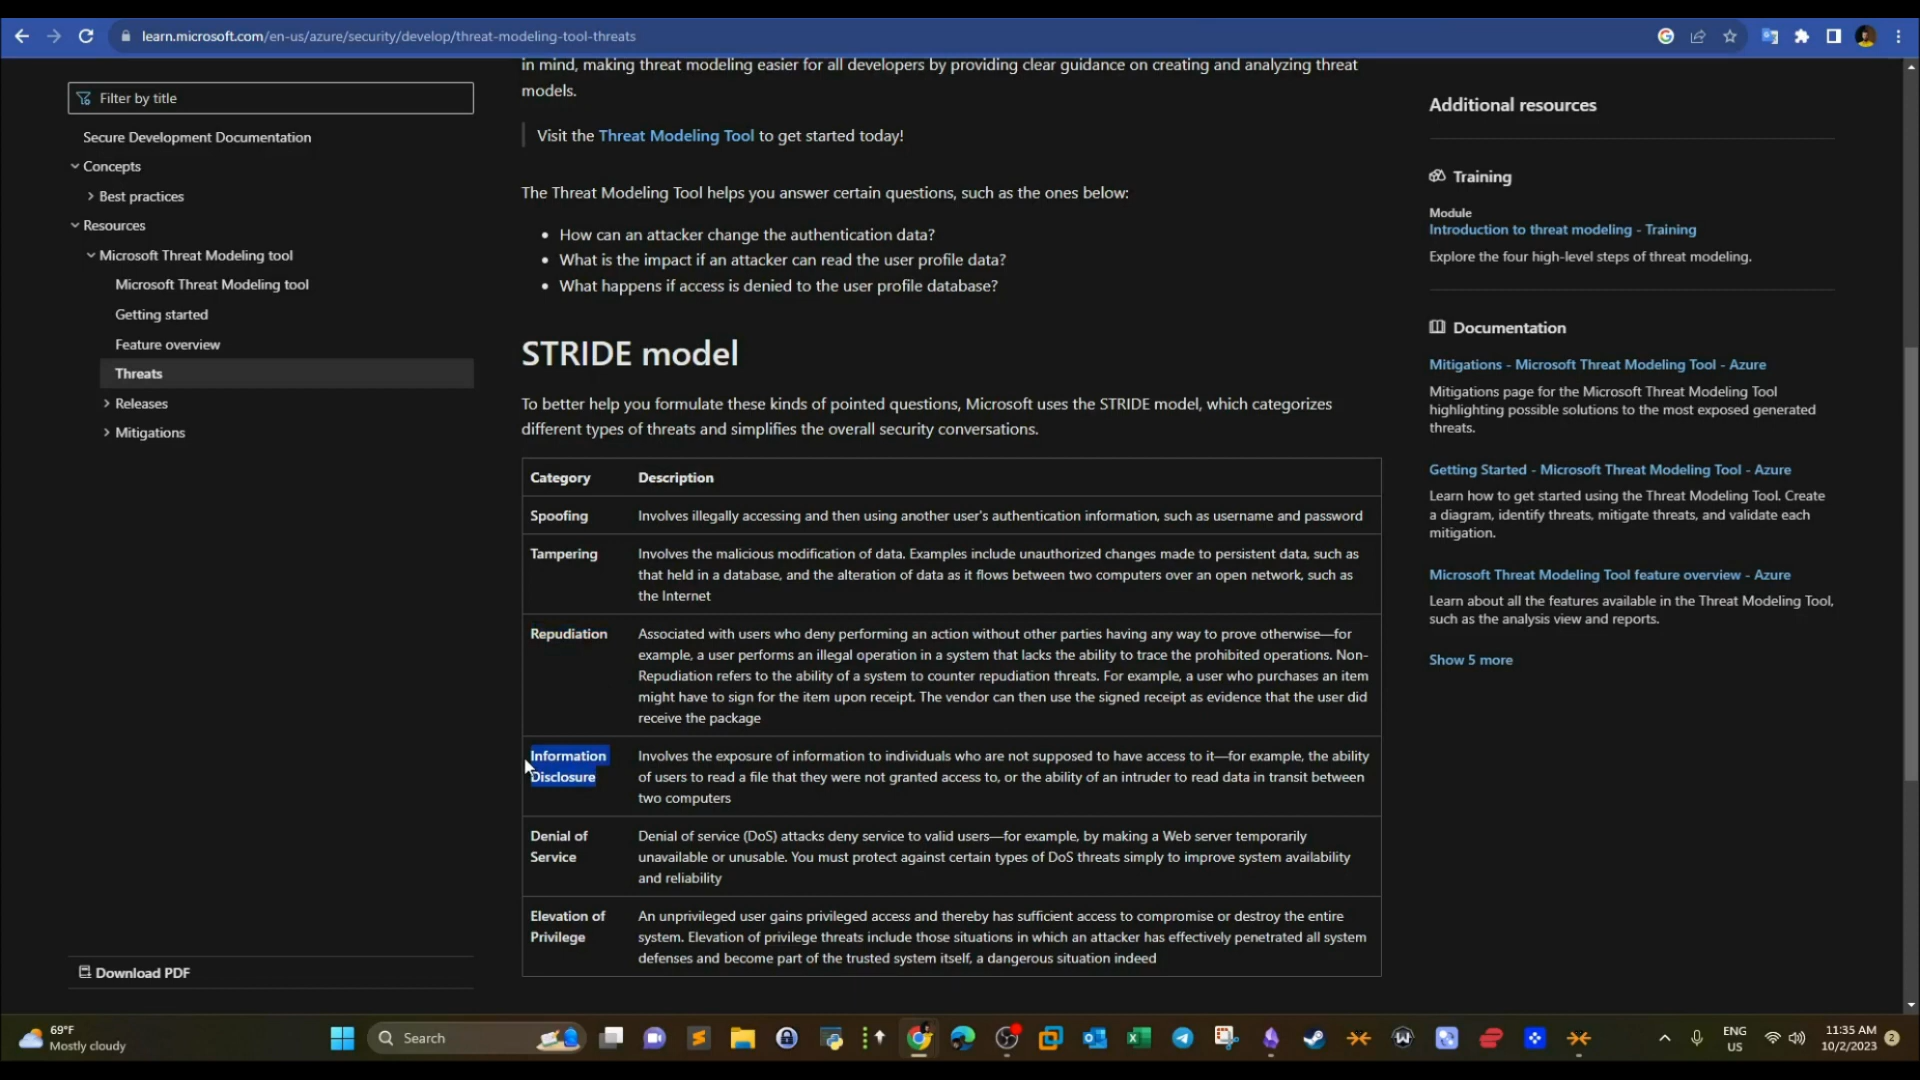 learn.microsoft.com/en-us/azure/security/develop/threat-modeling-tool-threats
Filter by title
Secure Development Documentation
Concepts
Best practices
Resources
Microsoft Threat Modeling tool
Microsoft Threat Modeling tool
Getting started
Feature overview
Threats
Releases
Mitigations
Download PDF
in mind, making threat modeling easier for all developers by providing clear guidance on creating and analyzing threat
models.
Visit the Threat Modeling Tool to get started today!
The Threat Modeling Tool helps you answer certain questions, such as the ones below:
• How can an attacker change the authentication data?
• What is the impact if an attacker can read the user profile data?
• What happens if access is denied to the user profile database?
STRIDE model
To better help you formulate these kinds of pointed questions, Microsoft uses the STRIDE model, which categorizes
different types of threats and simplifies the overall security conversations.
Category Description
Spoofing Involves illegally accessing and then using another user's authentication information, such as username and password
Tampering Involves the malicious modification of data. Examples include unauthorized changes made to persistent data, such as
that held in a database, and the alteration of data as it flows between two computers over an open network, such as
the Internet
Repudiation Associated with users who deny performing an action without other parties having any way to prove otherwise—for
example, a user performs an illegal operation in a system that lacks the ability to trace the prohibited operations. Non-
Repudiation refers to the ability of a system to counter repudiation threats. For example, a user who purchases an item
might have to sign for the item upon receipt. The vendor can then use the signed receipt as evidence that the user did
receive the package
Information Involves the exposure of information to individuals who are not supposed to have access to it—for example, the ability
Disclosure of users to read a file that they were not granted access to, or the ability of an intruder to read data in transit between
two computers
Denial of Denial of service (DoS) attacks deny service to valid users—for example, by making a Web server temporarily
Service unavailable or unusable. You must protect against certain types of DoS threats simply to improve system availability
and reliability
Elevation of An unprivileged user gains privileged access and thereby has sufficient access to compromise or destroy the entire
Privilege system. Elevation of privilege threats include those situations in which an attacker has effectively penetrated all system
defenses and become part of the trusted system itself, a dangerous situation indeed
Additional resources
Training
Module
Introduction to threat modeling - Training
Explore the four high-level steps of threat modeling.
Documentation
Mitigations - Microsoft Threat Modeling Tool - Azure
Mitigations page for the Microsoft Threat Modeling Tool
highlighting possible solutions to the most exposed generated
threats.
Getting Started - Microsoft Threat Modeling Tool - Azure
Learn how to get started using the Threat Modeling Tool. Create
a diagram, identify threats, mitigate threats, and validate each
mitigation.
Microsoft Threat Modeling Tool feature overview - Azure
Learn about all the features available in the Threat Modeling Tool,
such as the analysis view and reports.
Show 5 more
69°F
Mostly cloudy
Search
ENG
US
11:35 AM
10/2/2023
2